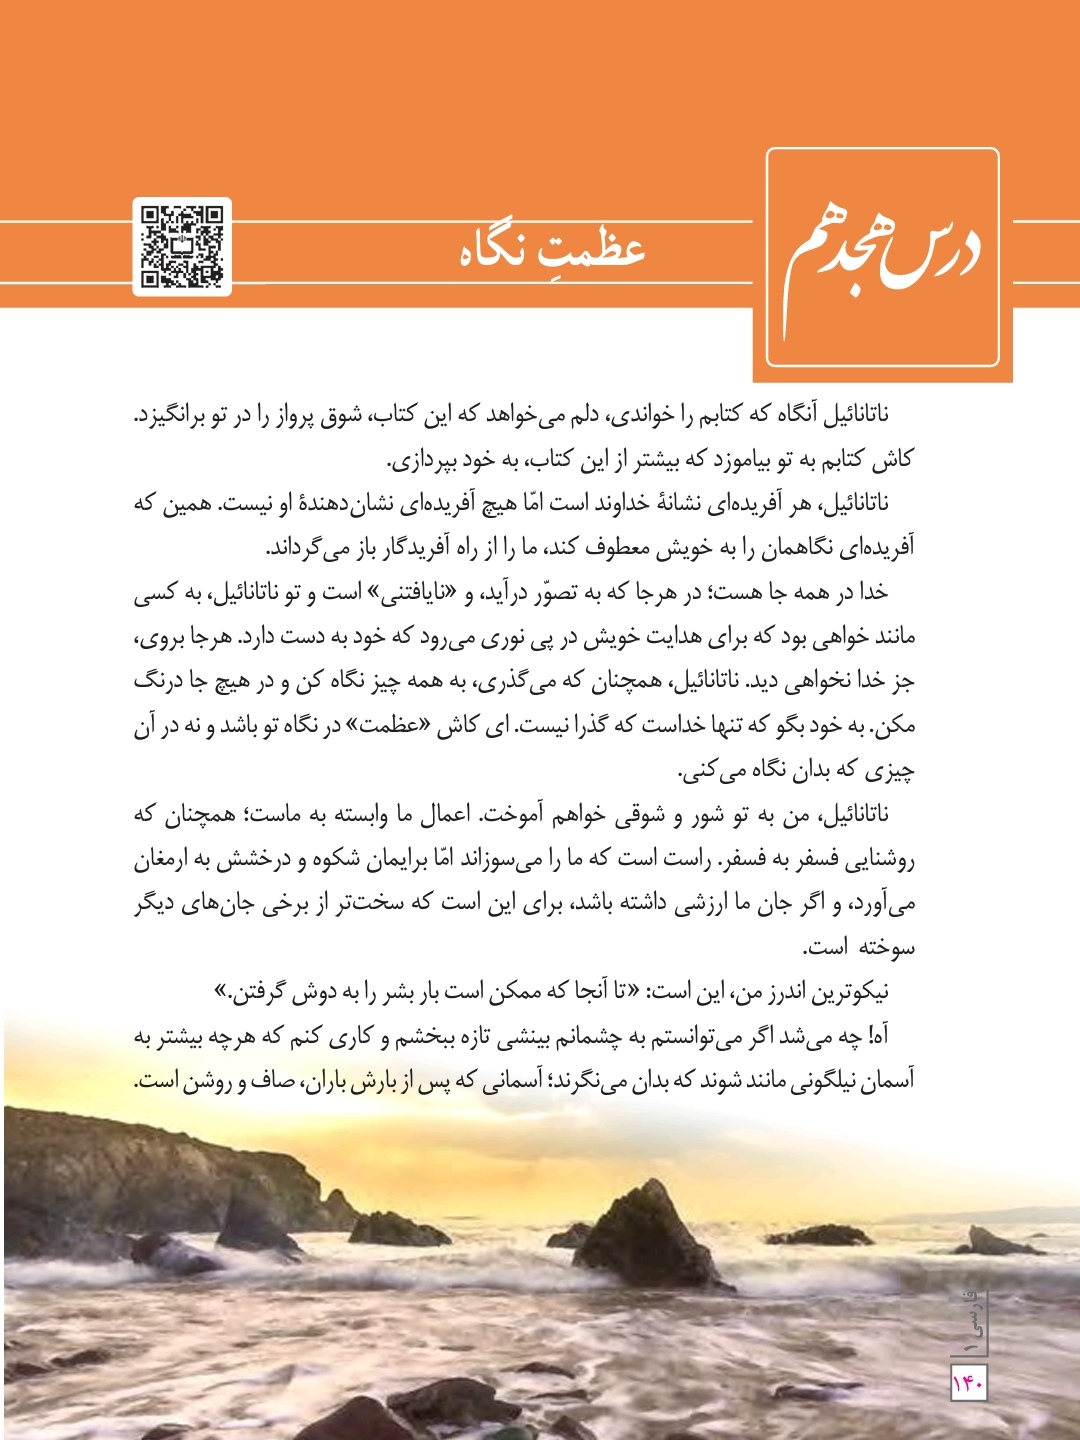 درس هجدهم
عظمتِ نگاه
ناتانائیل آنگاه که کتابم را خواندی، دلم می‌خواهد که این کتاب، شوق پرواز را در تو برانگیزد.
کاش کتابم به تو بیاموزد که بیشتر از این کتاب، به خود بپردازی.
ناتانائیل، هر آفریده‌ای نشانهٔ خداوند است امّا هیچ آفریده‌ای نشان‌دهندهٔ او نیست. همین که
آفریده‌ای نگاهمان را به خویش معطوف کند، ما را از راه آفریدگار باز می‌گرداند.
خدا در همه جا هست؛ در هرجا که به تصوّر درآید، و «نایافتنی» است و تو ناتانائیل، به کسی
مانند خواهی بود که برای هدایت خویش در پی نوری می‌رود که خود به دست دارد. هرجا بروی،
جز خدا نخواهی دید. ناتانائیل، همچنان که می‌گذری، به همه چیز نگاه کن و در هیچ جا درنگ
مکن. به خود بگو که تنها خداست که گذرا نیست. ای کاش «عظمت» در نگاه تو باشد و نه در آن
چیزی که بدان نگاه می‌کنی.
ناتانائیل، من به تو شور و شوقی خواهم آموخت. اعمال ما وابسته به ماست؛ همچنان که
روشنایی فسفر به فسفر. راست است که ما را می‌سوزاند امّا برایمان شکوه و درخشش به ارمغان
می‌آورد، و اگر جان ما ارزشی داشته باشد، برای این است که سخت‌تر از برخی جان‌های دیگر
سوخته است.
نیکوترین اندرز من، این است: «تا آنجا که ممکن است بار بشر را به دوش گرفتن.»
آه! چه می‌شد اگر می‌توانستم به چشمانم بینشی تازه ببخشم و کاری کنم که هرچه بیشتر به
آسمان نیلگونی مانند شوند که بدان می‌نگرند؛ آسمانی که پس از بارش باران، صاف و روشن است.
فارسی ۱
۱۴۰